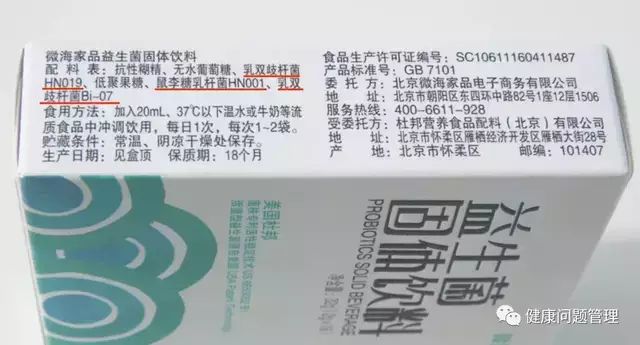 微海家品益生菌固体饮料
配 料 表：抗性糊精、无水葡萄糖、乳双歧杆菌
HN019、低聚果糖、鼠李糖乳杆菌HN001、乳双
歧杆菌Bi-07
食用方法：加入20mL、37℃以下温水或牛奶等流
质食品中冲调饮用，每日1次，每次1~2袋。
贮藏条件：常温、阴凉干燥处保存。
生产日期：见盒顶 保质期：18个月
食品生产许可证编号：SC10611160411487
产品标准号：GB 7101
委 托 方：北京微海家品电子商务有限公司
地 址：北京市朝阳区东四环中路82号1座12层1506
服务热线：400-6611-928
受委托方：杜邦营养食品配料（北京）有限公司
地 址：北京市怀柔区雁栖经济开发区雁栖大街28号
产 地：北京市怀柔区 邮编：101407
益生菌
固体饮料
PROBIOTICS SOLID BEVERAGE
美国杜邦
健康问题管理